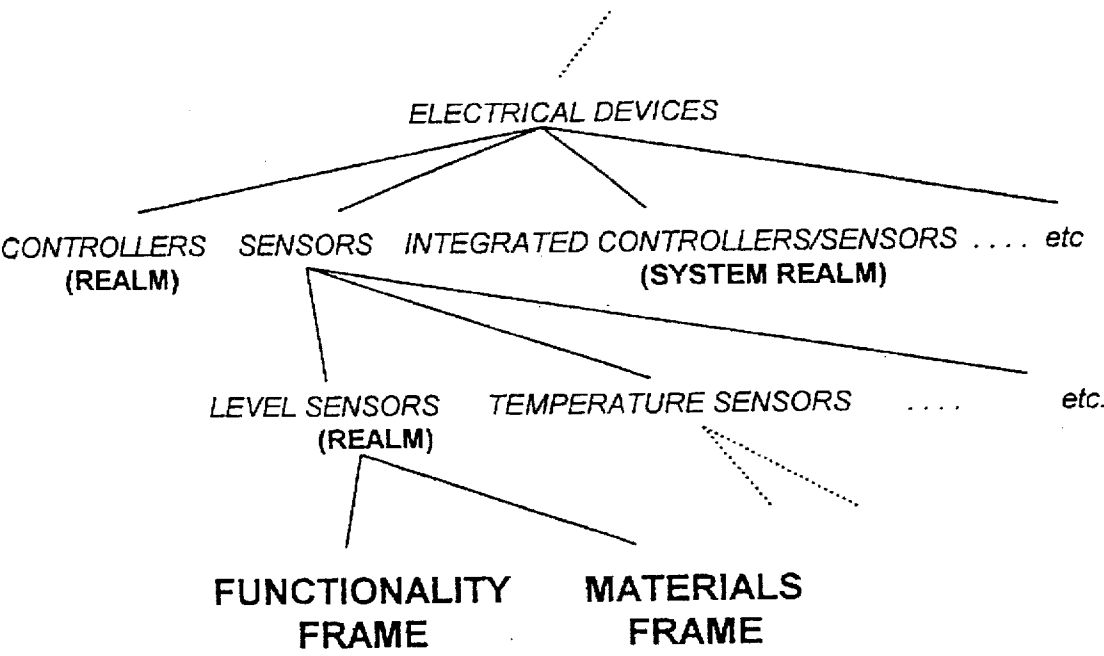 ELECTRICAL DEVICES
CONTROLLERS SENSORS INTEGRATED CONTROLLERS/SENSORS .... etc
(REALM) (SYSTEM REALM)
LEVEL SENSORS TEMPERATURE SENSORS .... etc.
(REALM)
FUNCTIONALITY MATERIALS
FRAME FRAME